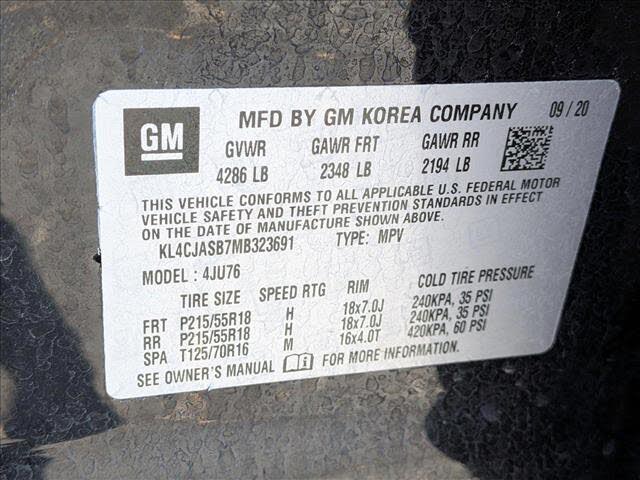 GM
MFD BY GM KOREA COMPANY 09/20
GVWR GAWR FRT GAWR RR
4286 LB 2348 LB 2194 LB
THIS VEHICLE CONFORMS TO ALL APPLICABLE U.S. FEDERAL MOTOR
VEHICLE SAFETY AND THEFT PREVENTION STANDARDS IN EFFECT
ON THE DATE OF MANUFACTURE SHOWN ABOVE.
KL4CJASB7MB323691 TYPE: MPV
MODEL : 4JU76
TIRE SIZE SPEED RTG RIM COLD TIRE PRESSURE
FRT P215/55R18 H 18x7.0J 240KPA, 35 PSI
RR P215/55R18 H 18x7.0J 240KPA, 35 PSI
SPA T125/70R16 M 16x4.0T 420KPA, 60 PSI
SEE OWNER'S MANUAL FOR MORE INFORMATION.